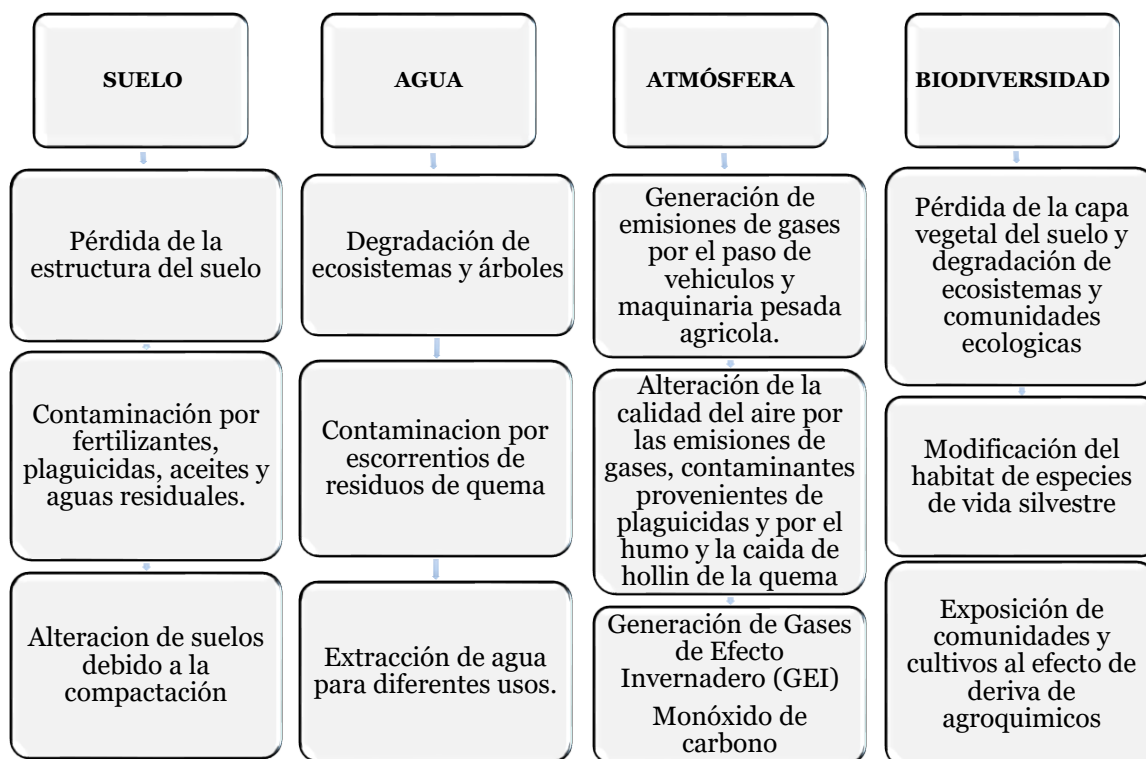 SUELO
Pérdida de la
estructura del suelo
Contaminación por
fertilizantes,
plaguicidas, aceites y
aguas residuales.
Alteracion de suelos
debido a la
compactación
AGUA
Degradación de
ecosistemas y árboles
Contaminacion por
escorrentios de
residuos de quema
Extracción de agua
para diferentes usos.
ATMÓSFERA
Generación de
emisiones de gases
por el paso de
vehiculos y
maquinaria pesada
agricola.
Alteración de la
calidad del aire por
las emisiones de
gases, contaminantes
provenientes de
plaguicidas y por el
humo y la caida de
hollin de la quema
Generación de Gases
de Efecto
Invernadero (GEI)
Monóxido de
carbono
BIODIVERSIDAD
Pérdida de la capa
vegetal del suelo y
degradación de
ecosistemas y
comunidades
ecologicas
Modificación del
habitat de especies
de vida silvestre
Exposición de
comunidades y
cultivos al efecto de
deriva de
agroquimicos